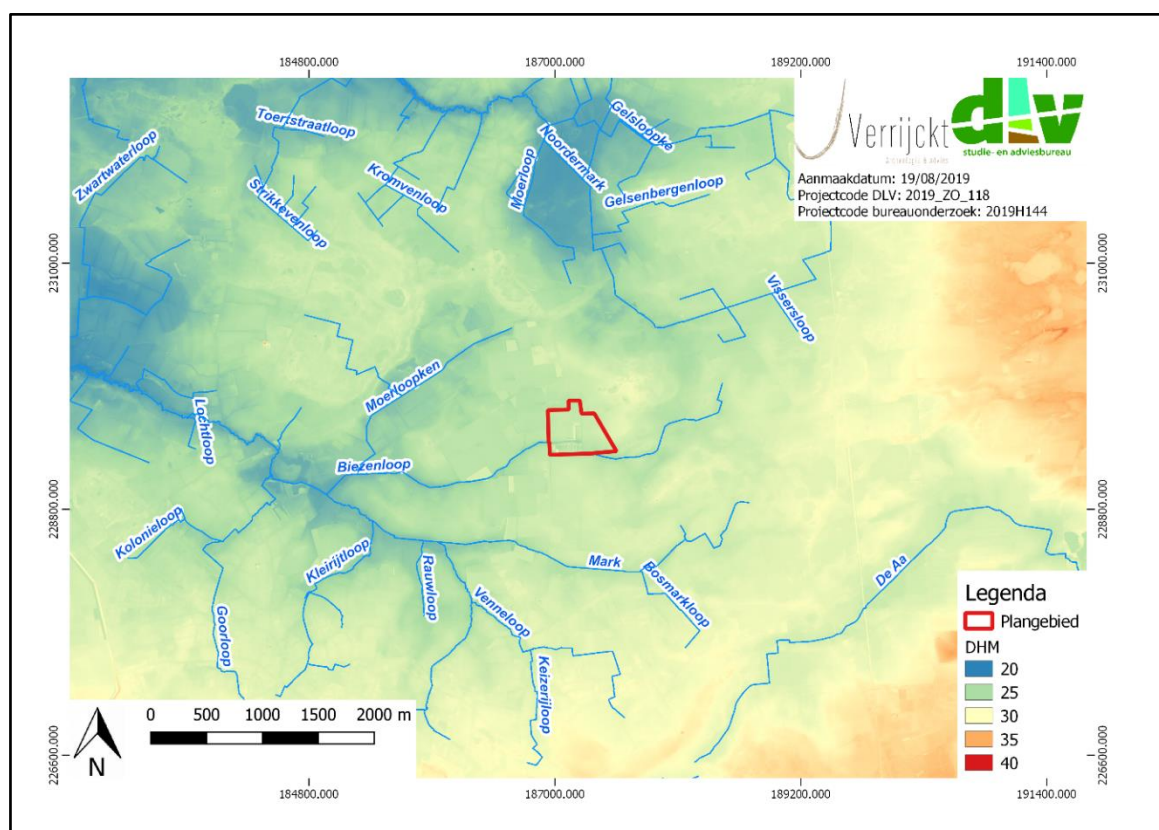 184800.000
187000.000
189200.000
191400.000
Verrijckt
Archeologie & advies
dlv
studie- en adviesbureau
Aanmaakdatum: 19/08/2019
Projectcode DLV: 2019_ZO_118
Projectcode bureauonderzoek: 2019H144
Toertstraatloop
Zwartwaterloop
Strikkevenloop
Kromvenloop
Moerloop
Noordermark
Gelsloopke
Gelsenbergenloop
Vissersloop
231000.000
231000.000
Moerloopken
Lochtloop
Biezenloop
228800.000
228800.000
Kolonieloop
Kleirijtloop
Goorloop
Rauwloop
Venneloop
Mark
Bosmarkloop
Keizerijloop
De Aa
Legenda
Plangebied
DHM
20
25
30
35
40
0 500 1000 1500 2000 m
N
226600.000
226600.000
184800.000
187000.000
189200.000
191400.000